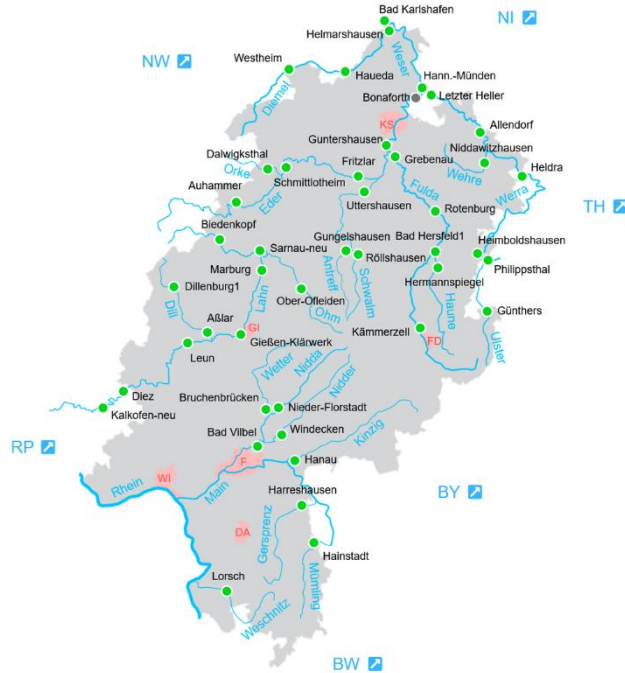 Bad Karlshafen
NI
Helmarshausen
NW
Westheim
Weser
Haueda
Hann.-Münden
Diemel
Bonaforth
Letzter Heller
KS
Allendorf
Guntershausen
Niddawitzhausen
Dalwigksthal
Grebenau
Orke
Fritzlar
Wehre
Heldra
Schmittlotheim
Auhammer
Eder
Uttershausen
Fulda
Werra
TH
Rotenburg
Biedenkopf
Gungelshausen
Bad Hersfeld1
Heimboldshausen
Sarnau-neu
Röllshausen
Philippsthal
Marburg
Antreff
Schwalm
Hermannspiegel
Dillenburg1
Lahn
Ober-Ofleiden
Haune
Dill
Ohm
Günthers
Aßlar
GI
Kämmerzell
Gießen-Klärwerk
FD
Ulster
Leun
Wetter
Nidda
Nidder
Diez
Bruchenbrücken
Nieder-Florstadt
Kalkofen-neu
Kinzig
Bad Vilbel
Windecken
RP
F
Hanau
WI
Rhein
Main
BY
Harreshausen
DA
Gersprenz
Hainstadt
Lorsch
Mümling
Weschnitz
BW